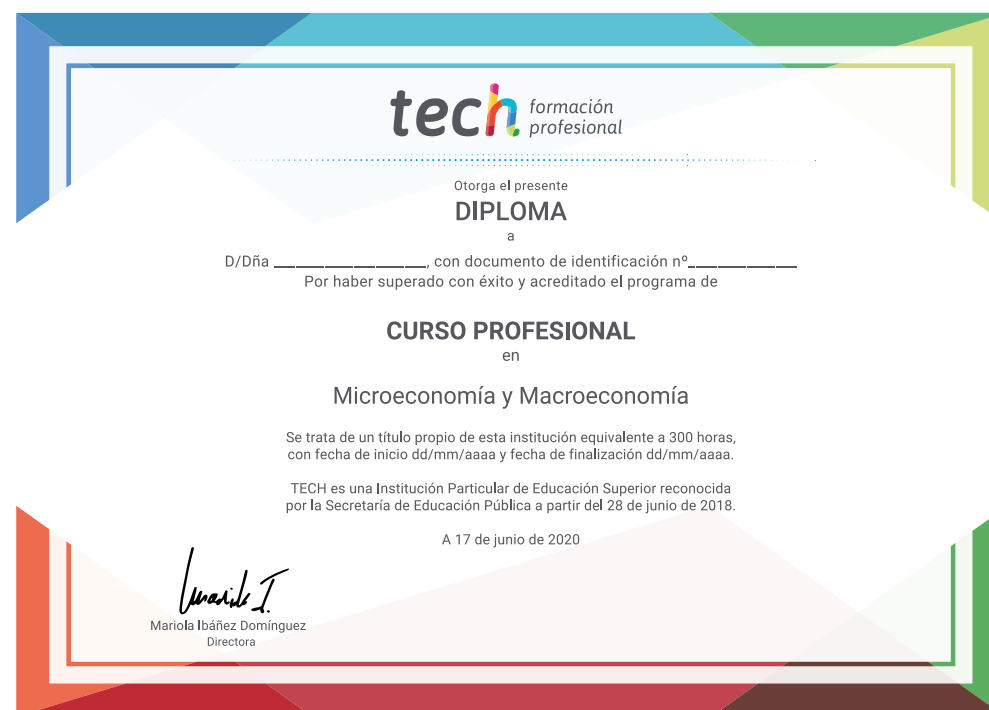 tech formación
profesional
Otorga el presente
DIPLOMA
a
D/Dña ______________, con documento de identificación nº__________
Por haber superado con éxito y acreditado el programa de
CURSO PROFESIONAL
en
Microeconomía y Macroeconomía
Se trata de un título propio de esta institución equivalente a 300 horas,
con fecha de inicio dd/mm/aaaa y fecha de finalización dd/mm/aaaa.
TECH es una Institución Particular de Educación Superior reconocida
por la Secretaría de Educación Pública a partir del 28 de junio de 2018.
A 17 de junio de 2020
Mariola Ibáñez Domínguez
Directora